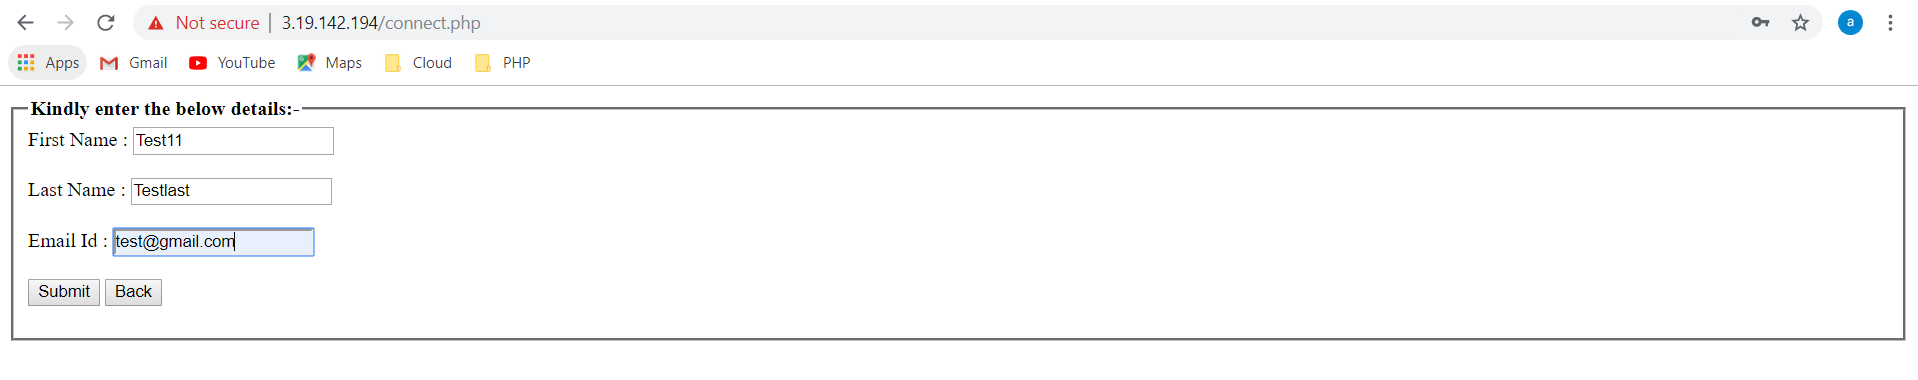 Not secure | 3.19.142.194/connect.php a
Apps Gmail YouTube Maps Cloud PHP
Kindly enter the below details:-
First Name : Test11
Last Name : Testlast
Email Id : test@gmail.com
Submit Back